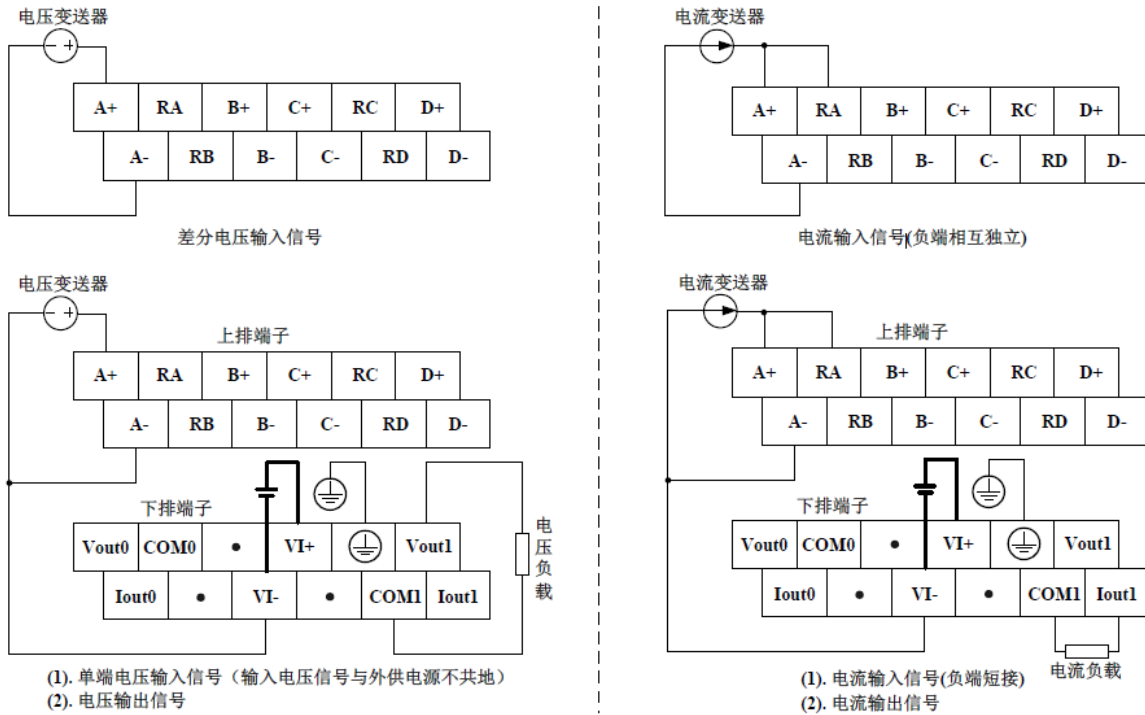 电压变送器
- +
A+ RA B+ C+ RC D+
A- RB B- C- RD D-
差分电压输入信号
电流变送器
A+ RA B+ C+ RC D+
A- RB B- C- RD D-
电流输入信号(负端相互独立)
电压变送器
- +
上排端子
A+ RA B+ C+ RC D+
A- RB B- C- RD D-
下排端子
Vout0 COM0 • VI+ Vout1
Iout0 • VI- • COM1 Iout1
电压负载
(1). 单端电压输入信号（输入电压信号与外供电源不共地）
(2). 电压输出信号
电流变送器
上排端子
A+ RA B+ C+ RC D+
A- RB B- C- RD D-
下排端子
Vout0 COM0 • VI+ Vout1
Iout0 • VI- • COM1 Iout1
电流负载
(1). 电流输入信号(负端短接)
(2). 电流输出信号